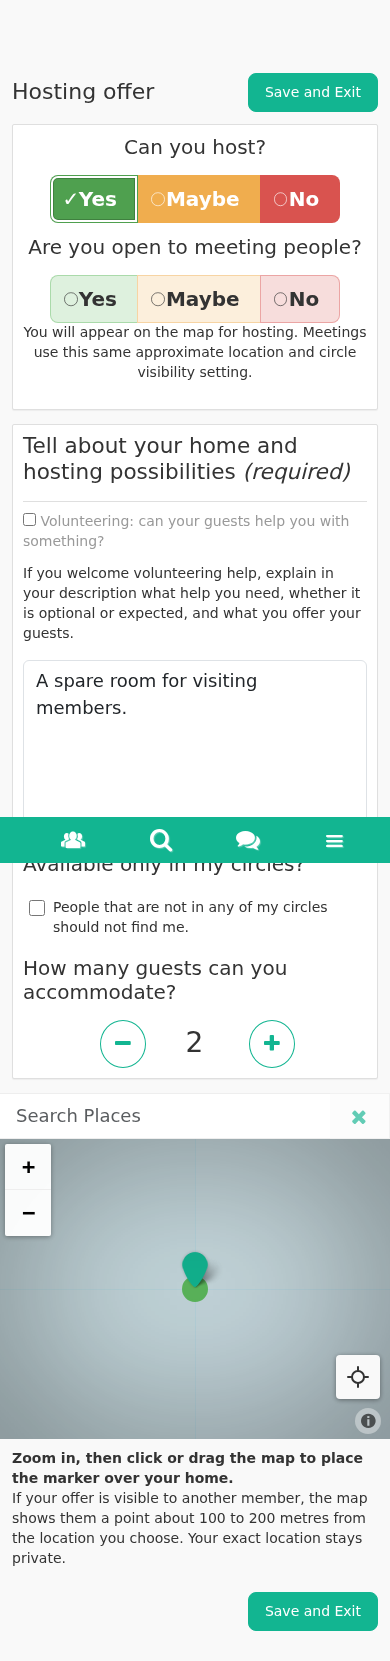 Hosting offer
Save and Exit
Can you host?
✓Yes
Maybe
No
Are you open to meeting people?
Yes
Maybe
No
You will appear on the map for hosting. Meetings
use this same approximate location and circle
visibility setting.
Tell about your home and
hosting possibilities (required)
Volunteering: can your guests help you with
something?
If you welcome volunteering help, explain in
your description what help you need, whether it
is optional or expected, and what you offer your
guests.
A spare room for visiting
members.
Available only in my circles?
People that are not in any of my circles
should not find me.
How many guests can you
accommodate?
− 2 +
Search Places
+
−
Zoom in, then click or drag the map to place
the marker over your home.
If your offer is visible to another member, the map
shows them a point about 100 to 200 metres from
the location you choose. Your exact location stays
private.
Save and Exit